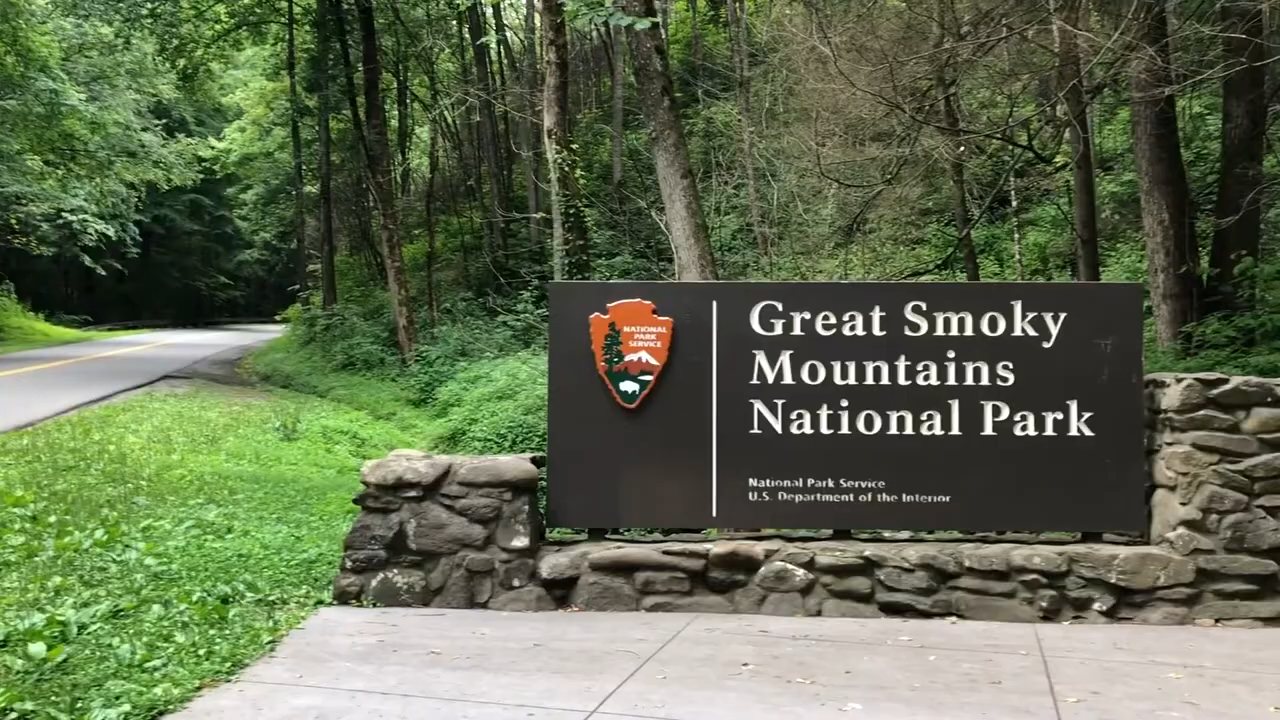 NATIONAL
PARK
SERVICE
Great Smoky
Mountains
National Park
National Park Service
U.S. Department of the Interior